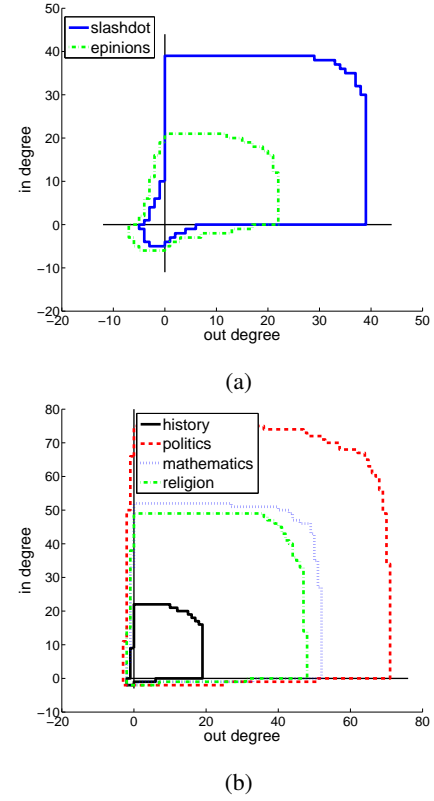 50
slashdot
epinions
40
30
20
10
0
−10
−20
in degree
−20 −10 0 10 20 30 40 50
out degree
(a)
80
history
politics
mathematics
religion
70
60
50
40
30
20
10
0
−10
in degree
−20 0 20 40 60 80
out degree
(b)